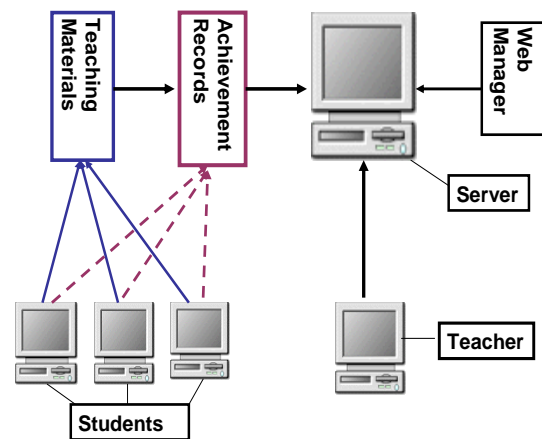 Teaching
Materials
Achievement
Records
Web
Manager
Server
Teacher
Students